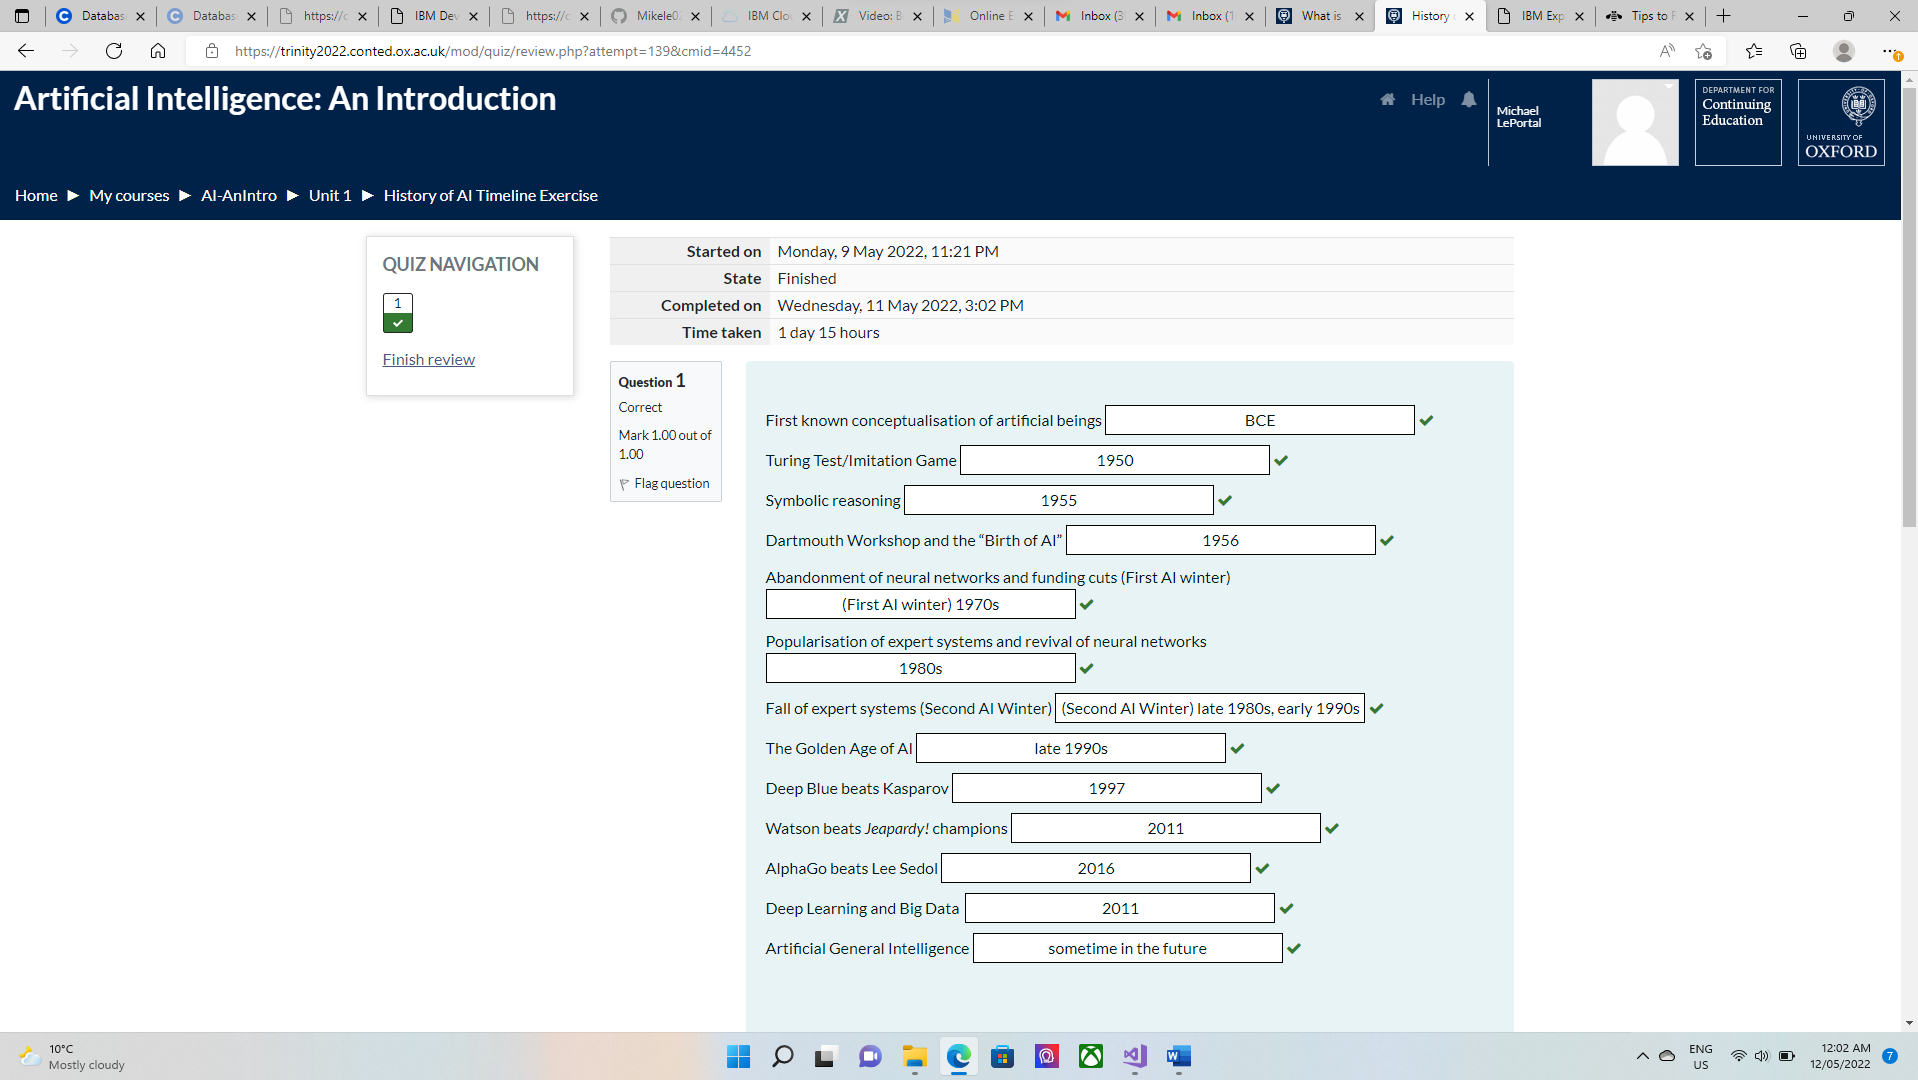 Databas
Databas
https://c
IBM Dev
https://c
Mikele0
IBM Clo
Video: B
Online E
Inbox (3
Inbox (1
What is
History
IBM Exp
Tips to
https://trinity2022.conted.ox.ac.uk/mod/quiz/review.php?attempt=139&cmid=4452
Artificial Intelligence: An Introduction
Help
Michael
LePortal
DEPARTMENT FOR
Continuing
Education
UNIVERSITY OF
OXFORD
Home ► My courses ► AI-AnIntro ► Unit 1 ► History of AI Timeline Exercise
QUIZ NAVIGATION
1
Finish review
Started on Monday, 9 May 2022, 11:21 PM
State Finished
Completed on Wednesday, 11 May 2022, 3:02 PM
Time taken 1 day 15 hours
Question 1
Correct
Mark 1.00 out of
1.00
Flag question
First known conceptualisation of artificial beings BCE
Turing Test/Imitation Game 1950
Symbolic reasoning 1955
Dartmouth Workshop and the “Birth of AI” 1956
Abandonment of neural networks and funding cuts (First AI winter)
(First AI winter) 1970s
Popularisation of expert systems and revival of neural networks
1980s
Fall of expert systems (Second AI Winter) (Second AI Winter) late 1980s, early 1990s
The Golden Age of AI late 1990s
Deep Blue beats Kasparov 1997
Watson beats Jeapardy! champions 2011
AlphaGo beats Lee Sedol 2016
Deep Learning and Big Data 2011
Artificial General Intelligence sometime in the future
10°C
Mostly cloudy
ENG
US
12:02 AM
12/05/2022
7